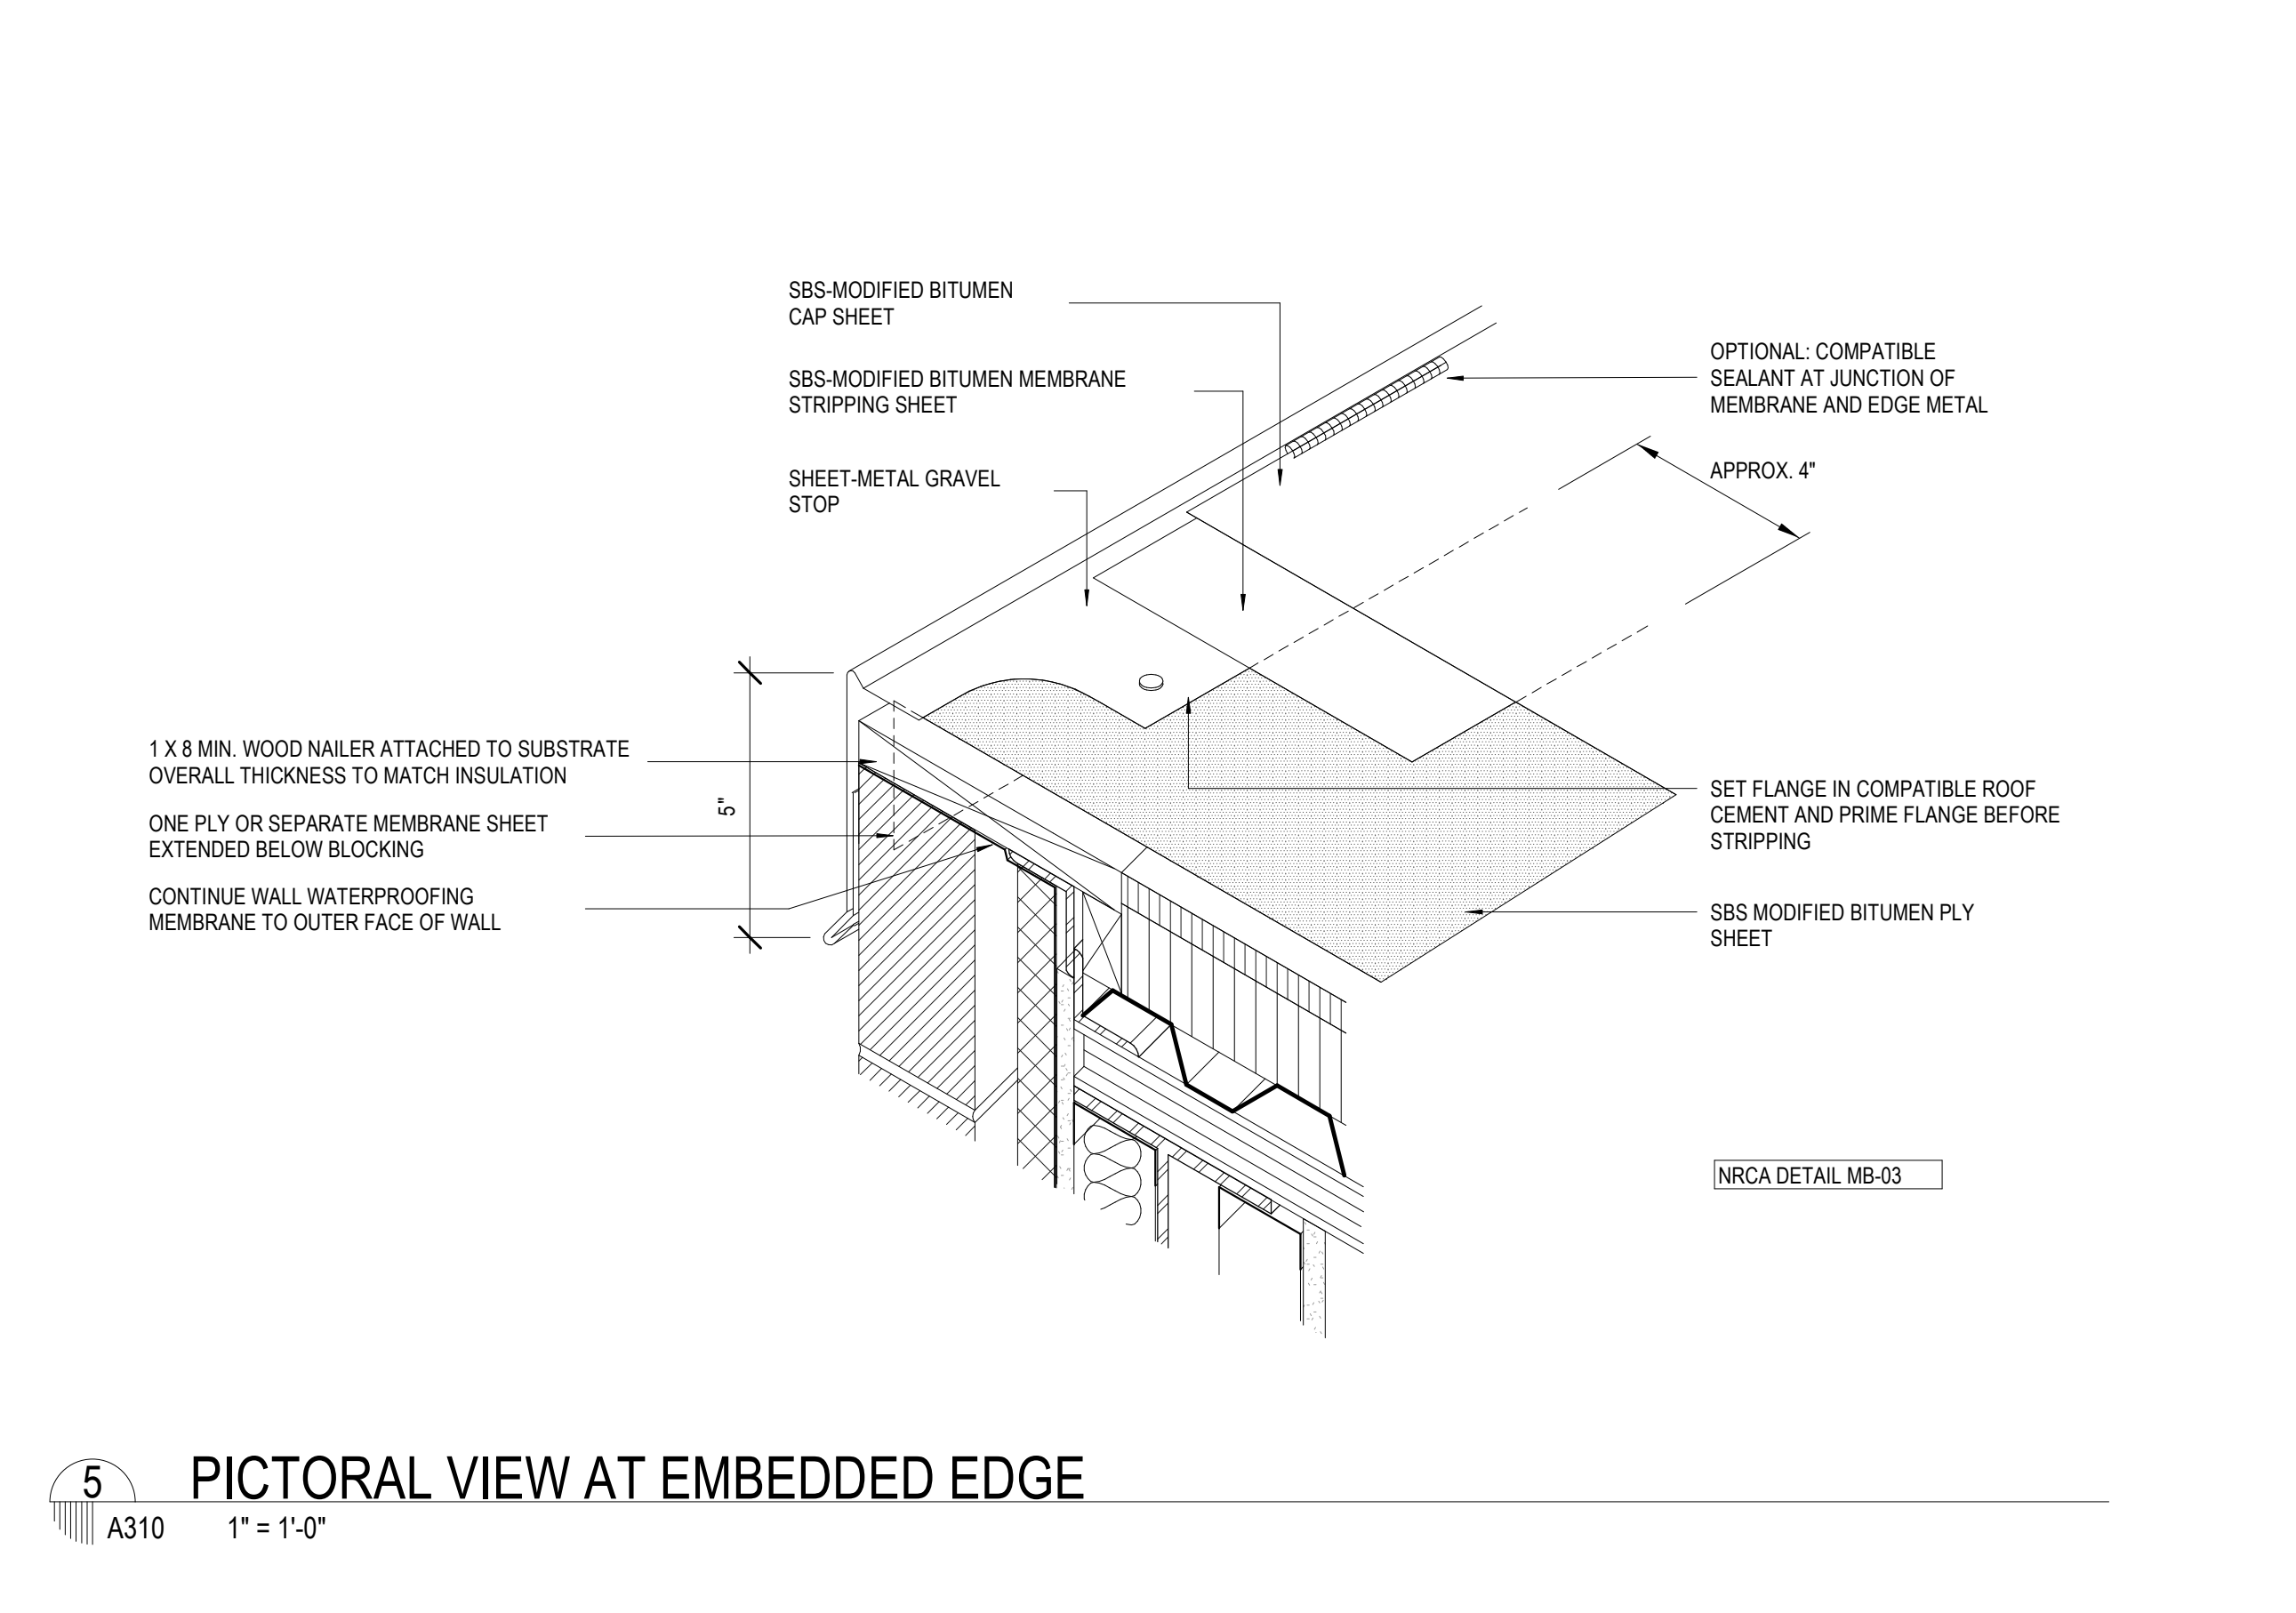 SBS-MODIFIED BITUMEN
CAP SHEET
SBS-MODIFIED BITUMEN MEMBRANE
STRIPPING SHEET
SHEET-METAL GRAVEL
STOP
OPTIONAL: COMPATIBLE
SEALANT AT JUNCTION OF
MEMBRANE AND EDGE METAL
APPROX. 4"
1 X 8 MIN. WOOD NAILER ATTACHED TO SUBSTRATE
OVERALL THICKNESS TO MATCH INSULATION
ONE PLY OR SEPARATE MEMBRANE SHEET
EXTENDED BELOW BLOCKING
CONTINUE WALL WATERPROOFING
MEMBRANE TO OUTER FACE OF WALL
5"
SET FLANGE IN COMPATIBLE ROOF
CEMENT AND PRIME FLANGE BEFORE
STRIPPING
SBS MODIFIED BITUMEN PLY
SHEET
NRCA DETAIL MB-03
5
PICTORAL VIEW AT EMBEDDED EDGE
A310
1" = 1'-0"